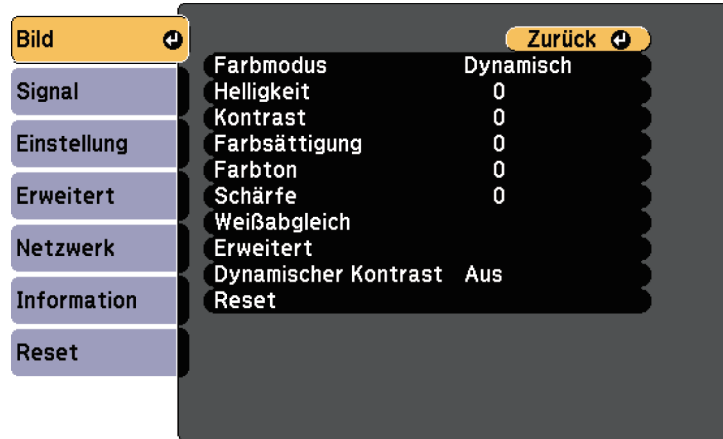 Bild
Signal
Einstellung
Erweitert
Netzwerk
Information
Reset
Zurück
Farbmodus Dynamisch
Helligkeit 0
Kontrast 0
Farbsättigung 0
Farbton 0
Schärfe 0
Weißabgleich
Erweitert
Dynamischer Kontrast Aus
Reset